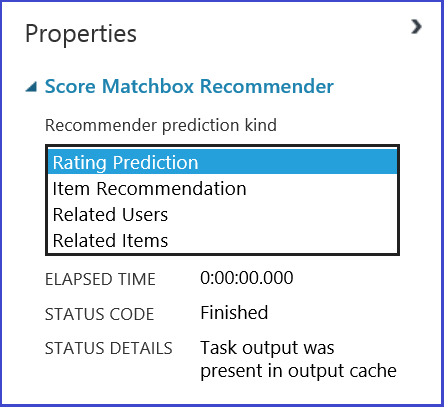 Properties
Score Matchbox Recommender
Recommender prediction kind
Rating Prediction
Item Recommendation
Related Users
Related Items
ELAPSED TIME 0:00:00.000
STATUS CODE Finished
STATUS DETAILS Task output was
present in output cache